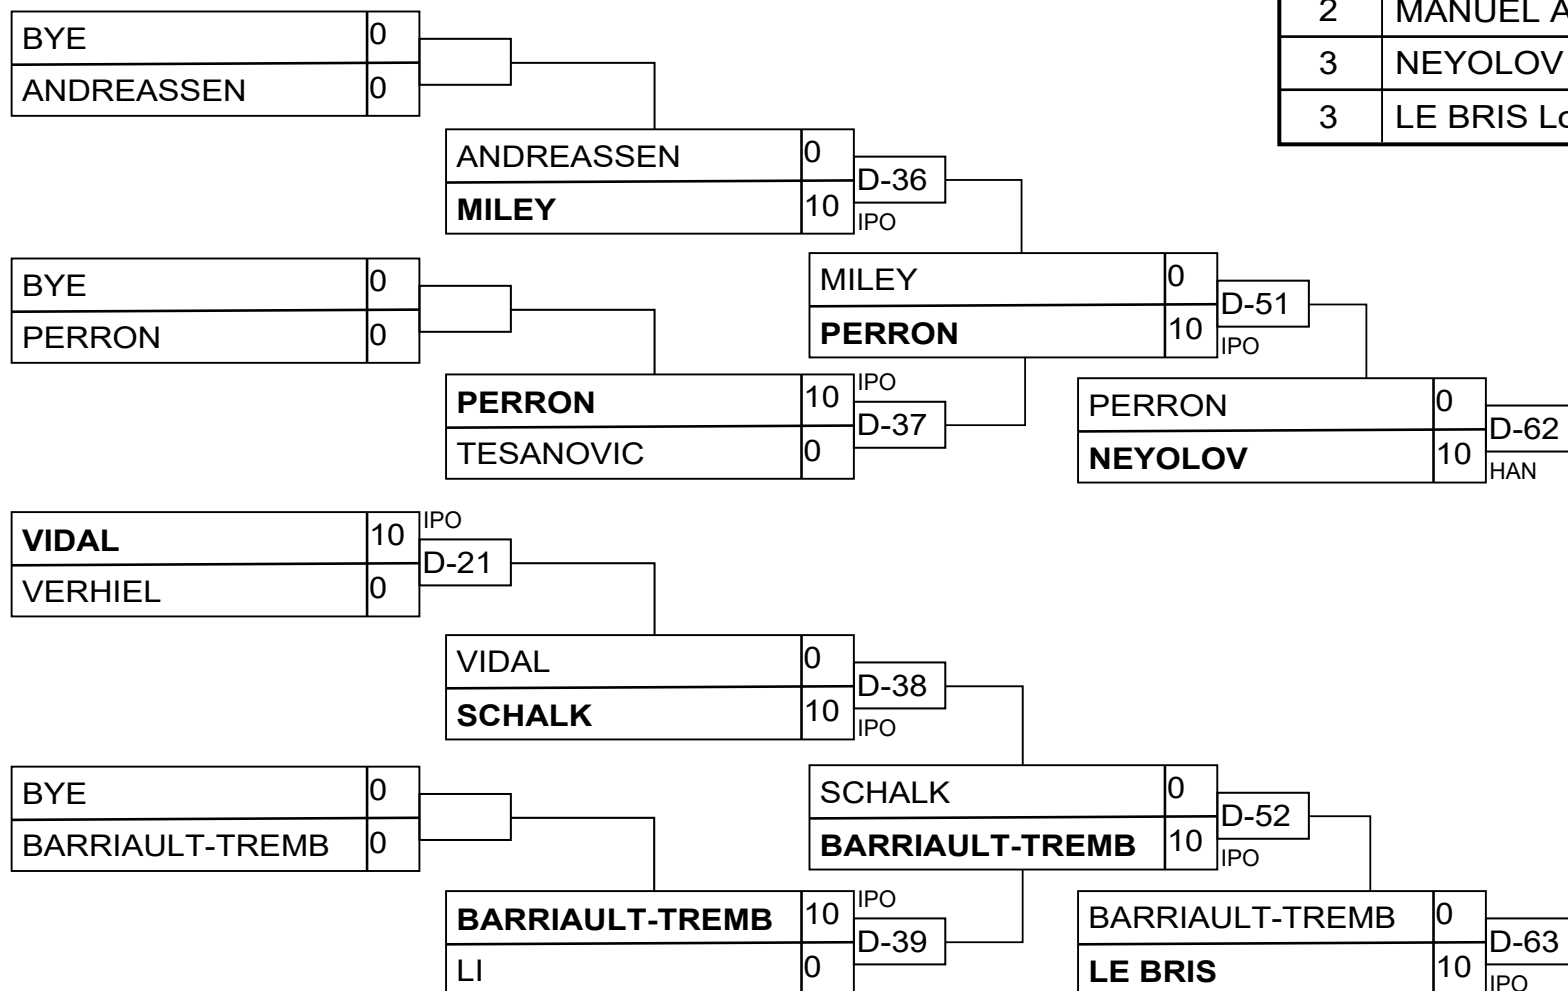 BYE 0
ANDREASSEN 0
2 MANUEL
3 NEYOLOV
3 LE BRIS
ANDREASSEN 0
D-36
MILEY 10 IPO
BYE 0
PERRON 0
MILEY 0
D-51
PERRON 10 IPO
PERRON 10 IPO
D-37
TESANOVIC 0
PERRON 0
D-62
NEYOLOV 10 HAN
VIDAL 10 IPO
D-21
VERHIEL 0
VIDAL 0
D-38
SCHALK 10 IPO
BYE 0
BARRIAULT-TREMB 0
SCHALK 0
D-52
BARRIAULT-TREMB 10 IPO
BARRIAULT-TREMB 10 IPO
D-39
LI 0
BARRIAULT-TREMB 0
D-63
LE BRIS 10 IPO